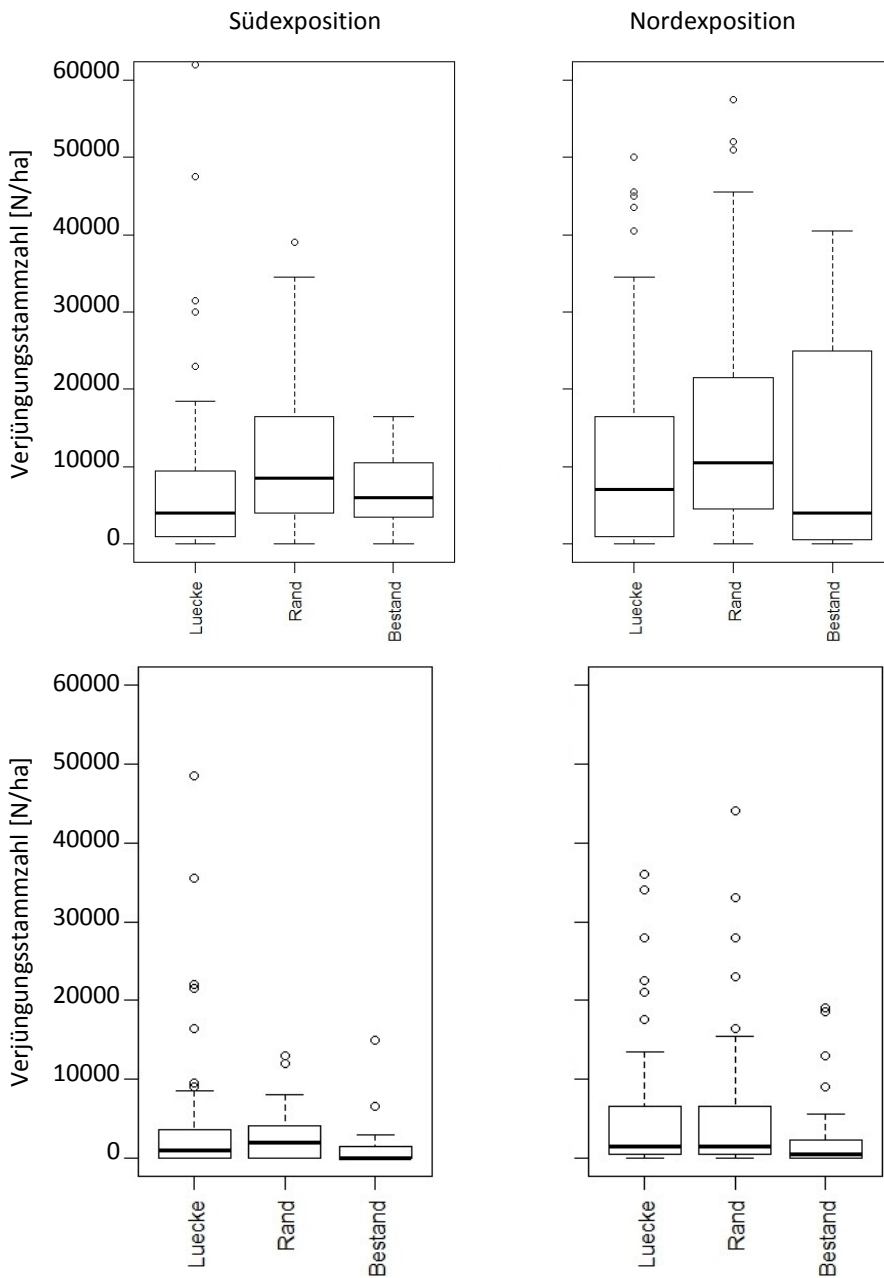 Südexposition
Nordexposition
Verjüngungsstammzahl [N/ha]
60000
50000
40000
30000
20000
10000
0
Luecke
Rand
Bestand
Luecke
Rand
Bestand
Verjüngungsstammzahl [N/ha]
60000
50000
40000
30000
20000
10000
0
Luecke
Rand
Bestand
Luecke
Rand
Bestand